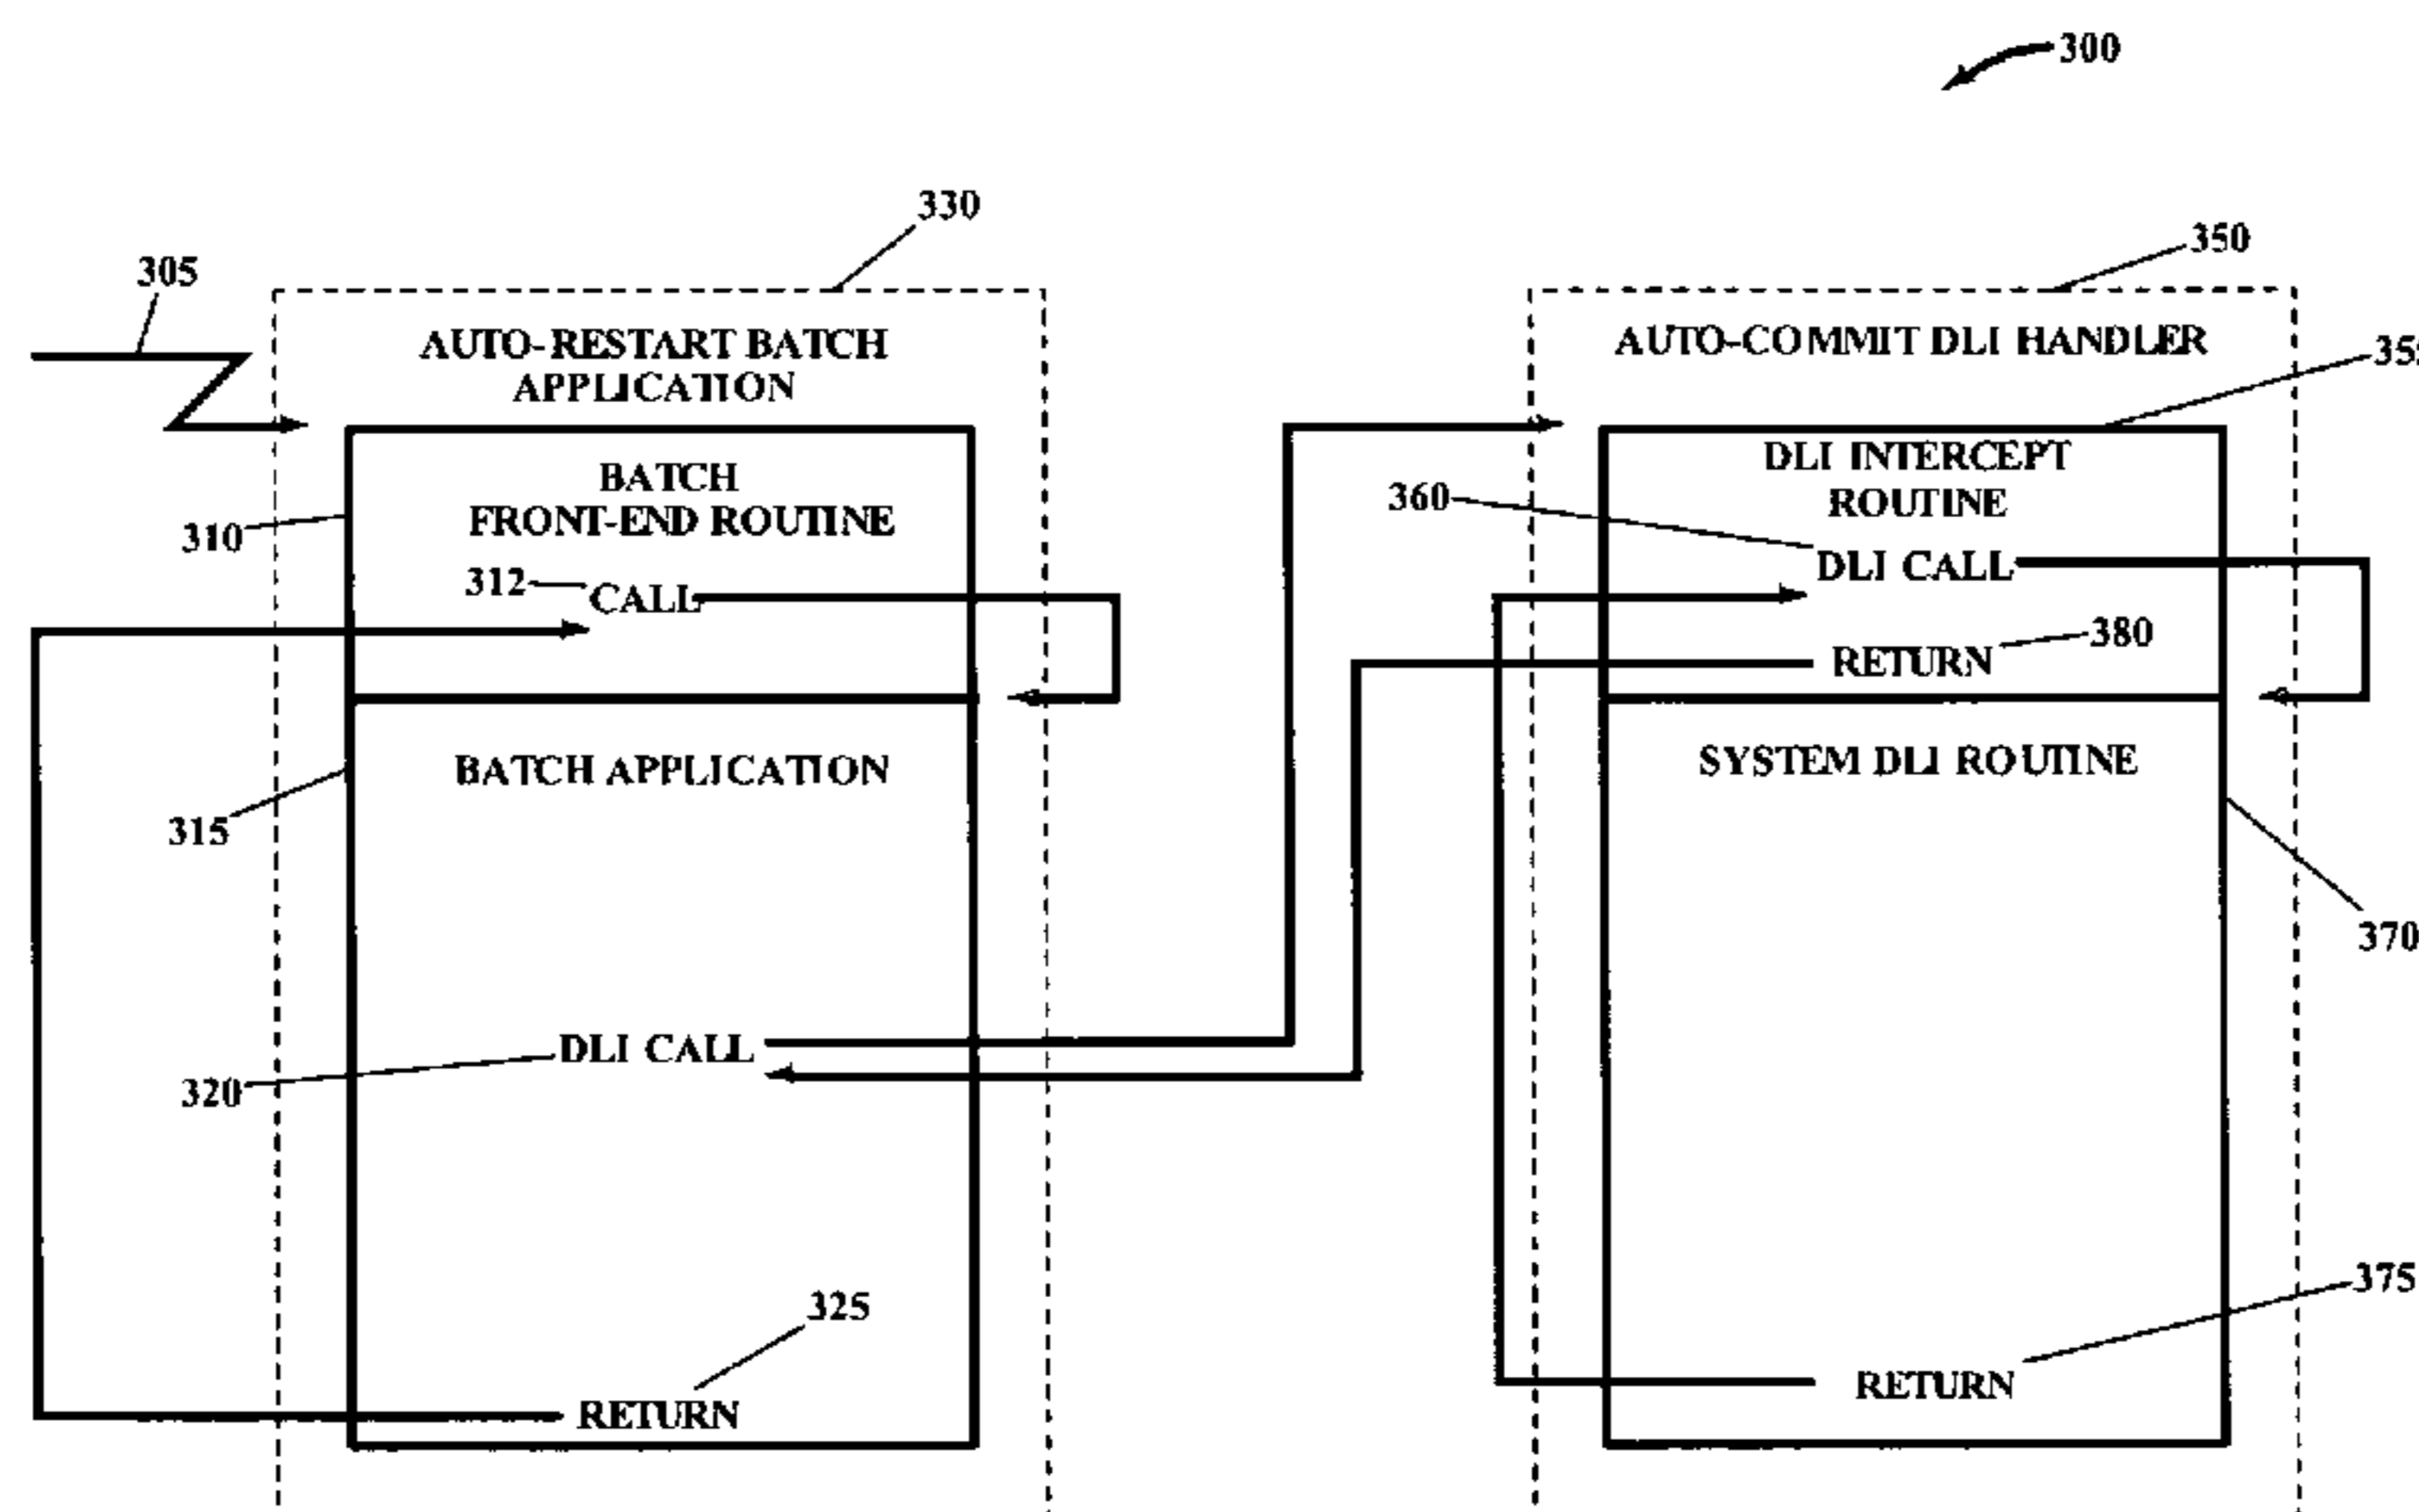 300
330
350
305
AUTO-RESTART BATCH
APPLICATION
AUTO-COMMIT DLI HANDLER
BATCH
FRONT-END ROUTINE
DLI INTERCEPT
ROUTINE
360
310
312
CALL
DLI CALL
380
RETURN
BATCH APPLICATION
SYSTEM DLI ROUTINE
315
370
DLI CALL
320
325
375
RETURN
RETURN